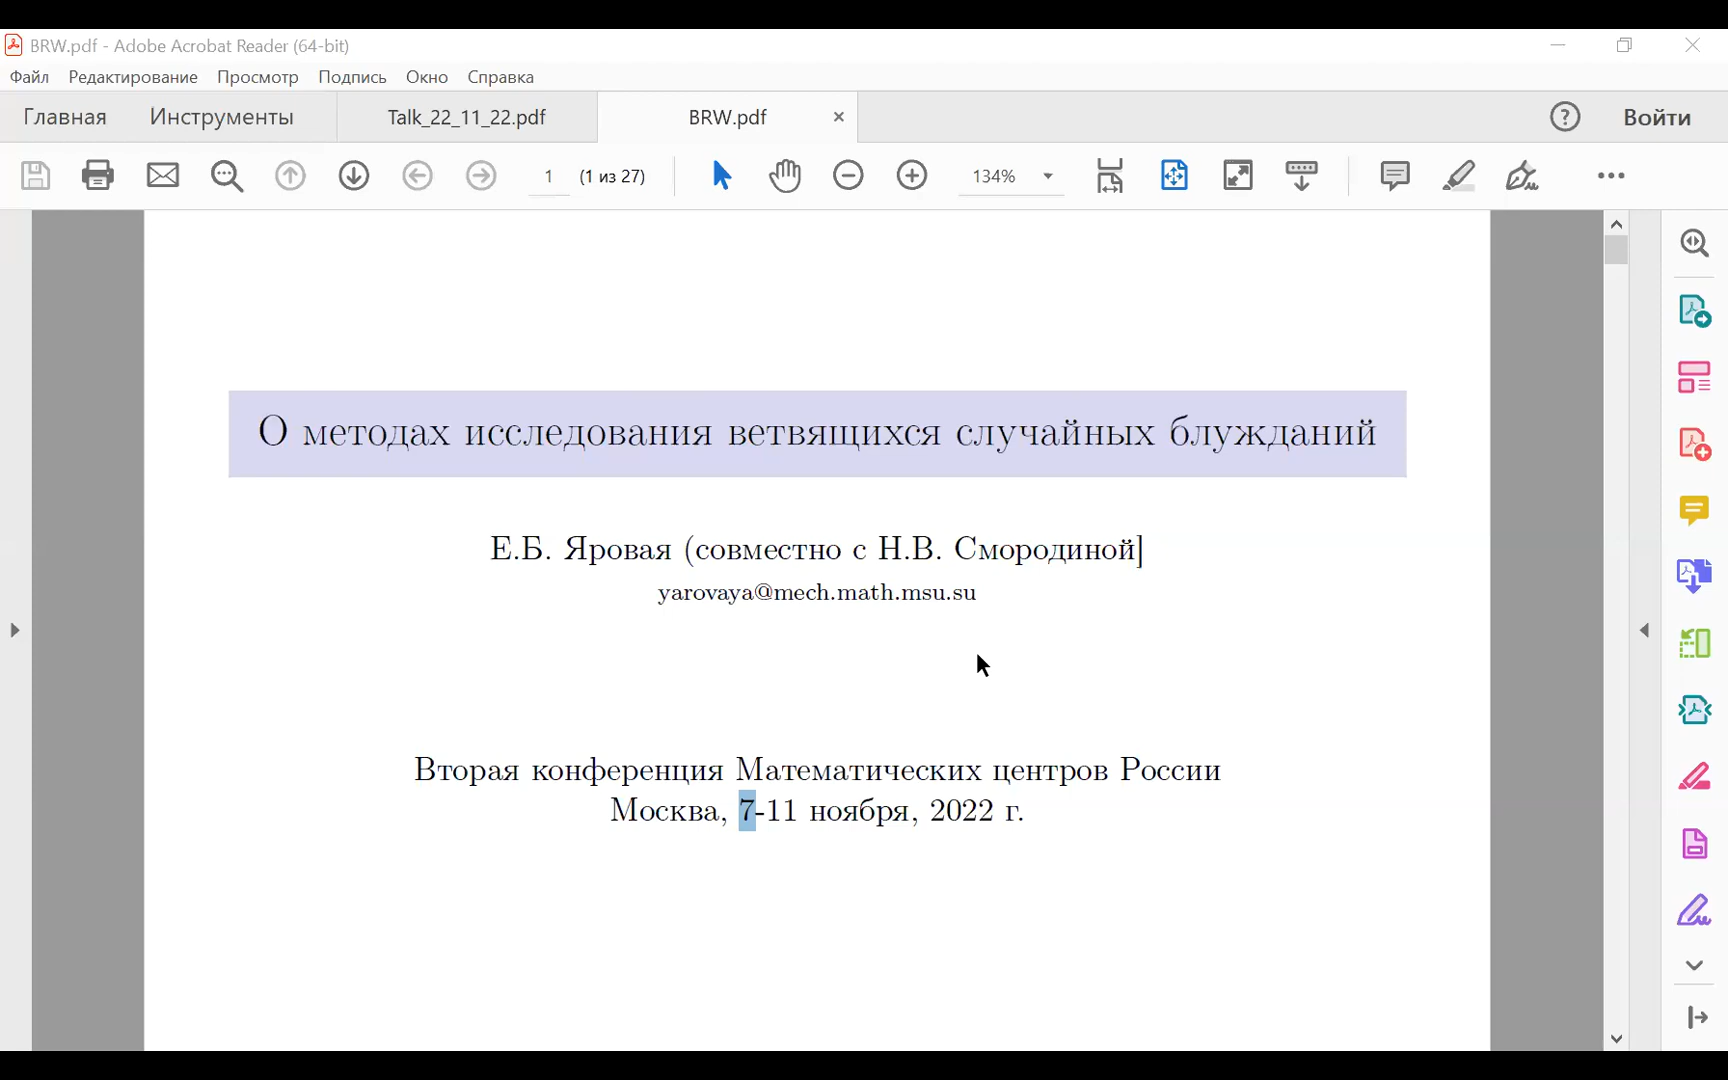 BRW.pdf - Adobe Acrobat Reader (64-bit)
Файл Редактирование Просмотр Подпись Окно Справка
Главная Инструменты Talk_22_11_22.pdf BRW.pdf × ? Войти
1 (1 из 27) 134%
О методах исследования ветвящихся случайных блужданий
Е.Б. Яровая (совместно с Н.В. Смородиной]
yarovaya@mech.math.msu.su
Вторая конференция Математических центров России
Москва, 7-11 ноября, 2022 г.